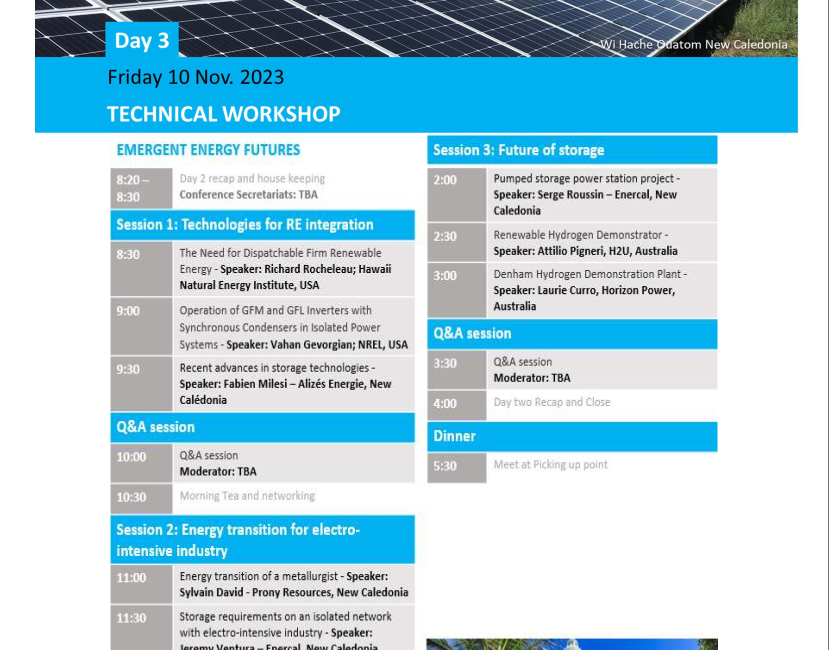 Day 3
Wi Hache Ouatom New Caledonia
Friday 10 Nov. 2023
TECHNICAL WORKSHOP
EMERGENT ENERGY FUTURES
8:20 –
8:30
Day 2 recap and house keeping
Conference Secretariats: TBA
Session 1: Technologies for RE integration
8:30
The Need for Dispatchable Firm Renewable
Energy - Speaker: Richard Rocheleau; Hawaii
Natural Energy Institute, USA
9:00
Operation of GFM and GFL Inverters with
Synchronous Condensers in Isolated Power
Systems - Speaker: Vahan Gevorgian; NREL, USA
9:30
Recent advances in storage technologies -
Speaker: Fabien Milesi – Alizés Energie, New
Calédonia
Q&A session
10:00
Q&A session
Moderator: TBA
10:30
Morning Tea and networking
Session 2: Energy transition for electro-
intensive industry
11:00
Energy transition of a metallurgist - Speaker:
Sylvain David - Prony Resources, New Caledonia
11:30
Storage requirements on an isolated network
with electro-intensive industry - Speaker:
Jeremy Ventura – Enercal, New Caledonia
Session 3: Future of storage
2:00
Pumped storage power station project -
Speaker: Serge Roussin – Enercal, New
Caledonia
2:30
Renewable Hydrogen Demonstrator -
Speaker: Attilio Pigneri, H2U, Australia
3:00
Denham Hydrogen Demonstration Plant -
Speaker: Laurie Curro, Horizon Power,
Australia
Q&A session
3:30
Q&A session
Moderator: TBA
4:00
Day two Recap and Close
Dinner
5:30
Meet at Picking up point